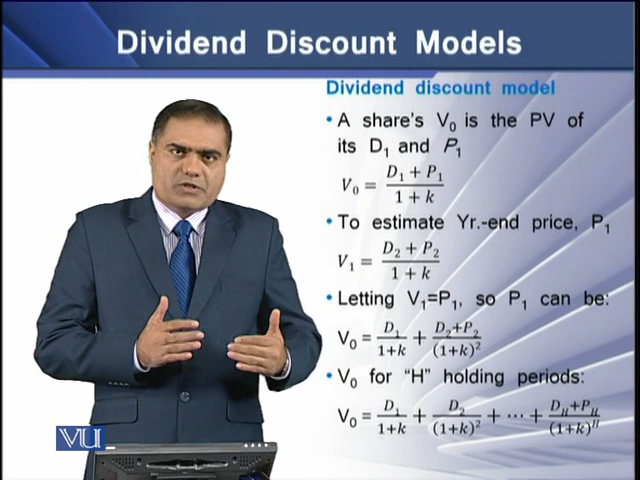 Dividend Discount Models
Dividend discount model
• A share's V₀ is the PV of
its D₁ and P₁
V₀ = (D₁ + P₁) / (1 + k)
• To estimate Yr.-end price, P₁
V₁ = (D₂ + P₂) / (1 + k)
• Letting V₁=P₁, so P₁ can be:
V₀ = D₁/(1+k) + (D₂+P₂)/(1+k)²
• V₀ for “H” holding periods:
V₀ = D₁/(1+k) + D₂/(1+k)² + ⋯ + (D_H+P_H)/(1+k)^H
VU